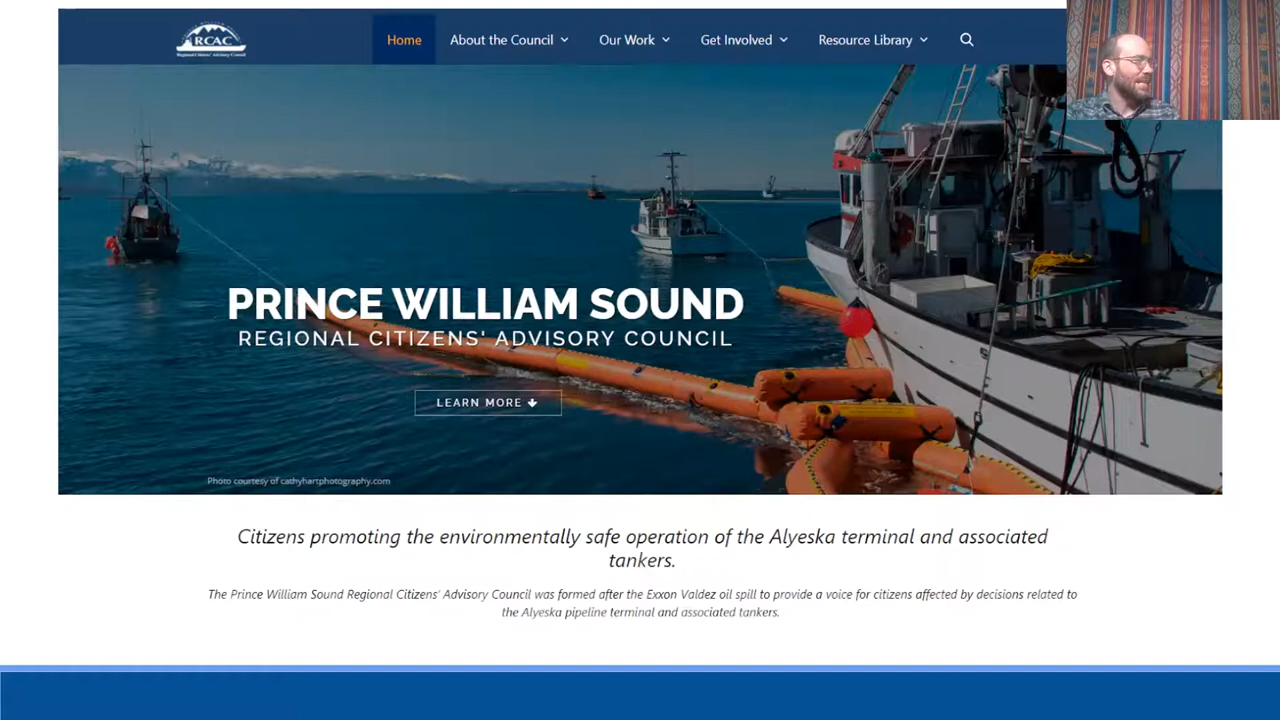 RCAC
Home About the Council Our Work Get Involved Resource Library
PRINCE WILLIAM SOUND
REGIONAL CITIZENS' ADVISORY COUNCIL
LEARN MORE
Photo courtesy of cathyhartphotography.com
Citizens promoting the environmentally safe operation of the Alyeska terminal and associated
tankers.
The Prince William Sound Regional Citizens' Advisory Council was formed after the Exxon Valdez oil spill to provide a voice for citizens affected by decisions related to
the Alyeska pipeline terminal and associated tankers.